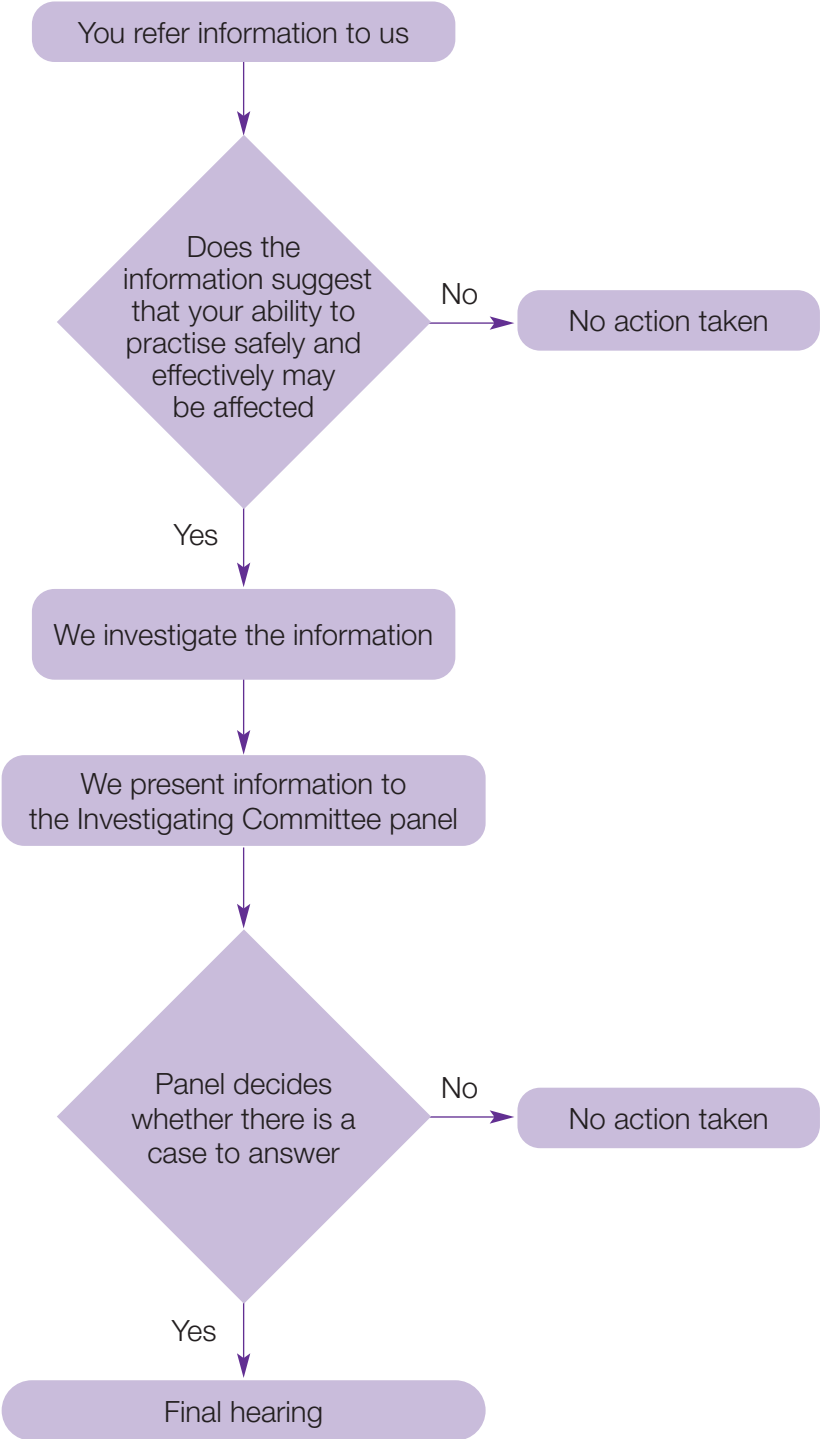 You refer information to us
Does the
information suggest
that your ability to
practise safely and
effectively may
be affected
No
No action taken
Yes
We investigate the information
We present information to
the Investigating Committee panel
Panel decides
whether there is a
case to answer
No
No action taken
Yes
Final hearing